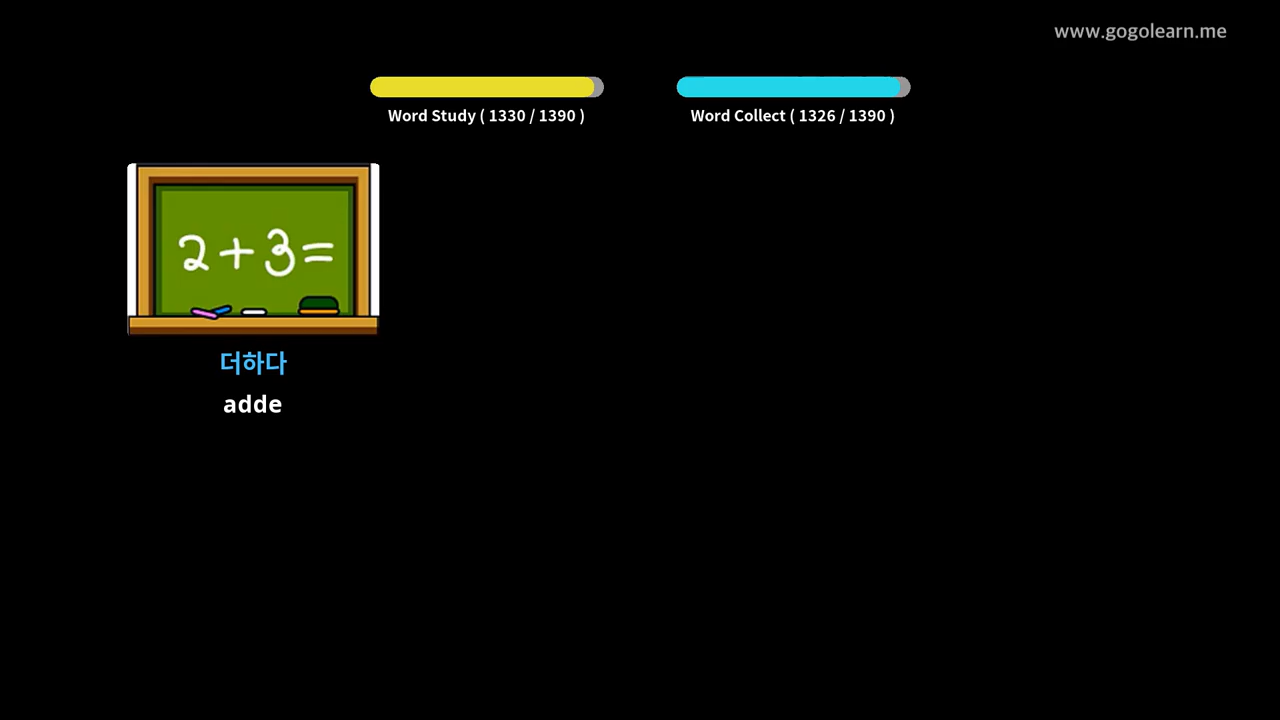 www.gogolearn.me
Word Study ( 1330 / 1390 )
Word Collect ( 1326 / 1390 )
2+3=
더하다
adde